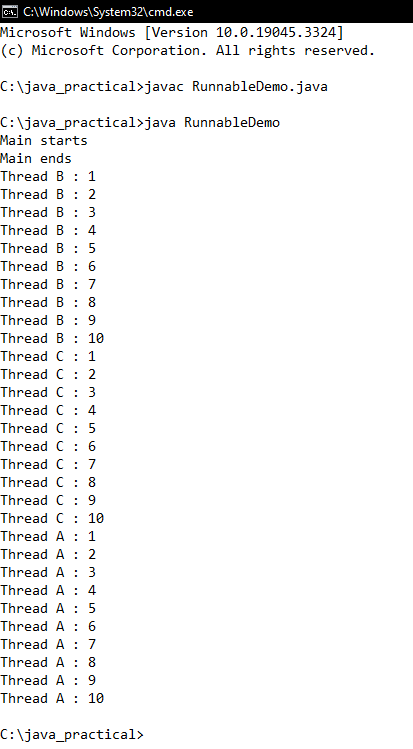 C:\Windows\System32\cmd.exe
Microsoft Windows [Version 10.0.19045.3324]
(c) Microsoft Corporation. All rights reserved.
C:\java_practical>javac RunnableDemo.java
C:\java_practical>java RunnableDemo
Main starts
Main ends
Thread B : 1
Thread B : 2
Thread B : 3
Thread B : 4
Thread B : 5
Thread B : 6
Thread B : 7
Thread B : 8
Thread B : 9
Thread B : 10
Thread C : 1
Thread C : 2
Thread C : 3
Thread C : 4
Thread C : 5
Thread C : 6
Thread C : 7
Thread C : 8
Thread C : 9
Thread C : 10
Thread A : 1
Thread A : 2
Thread A : 3
Thread A : 4
Thread A : 5
Thread A : 6
Thread A : 7
Thread A : 8
Thread A : 9
Thread A : 10
C:\java_practical>